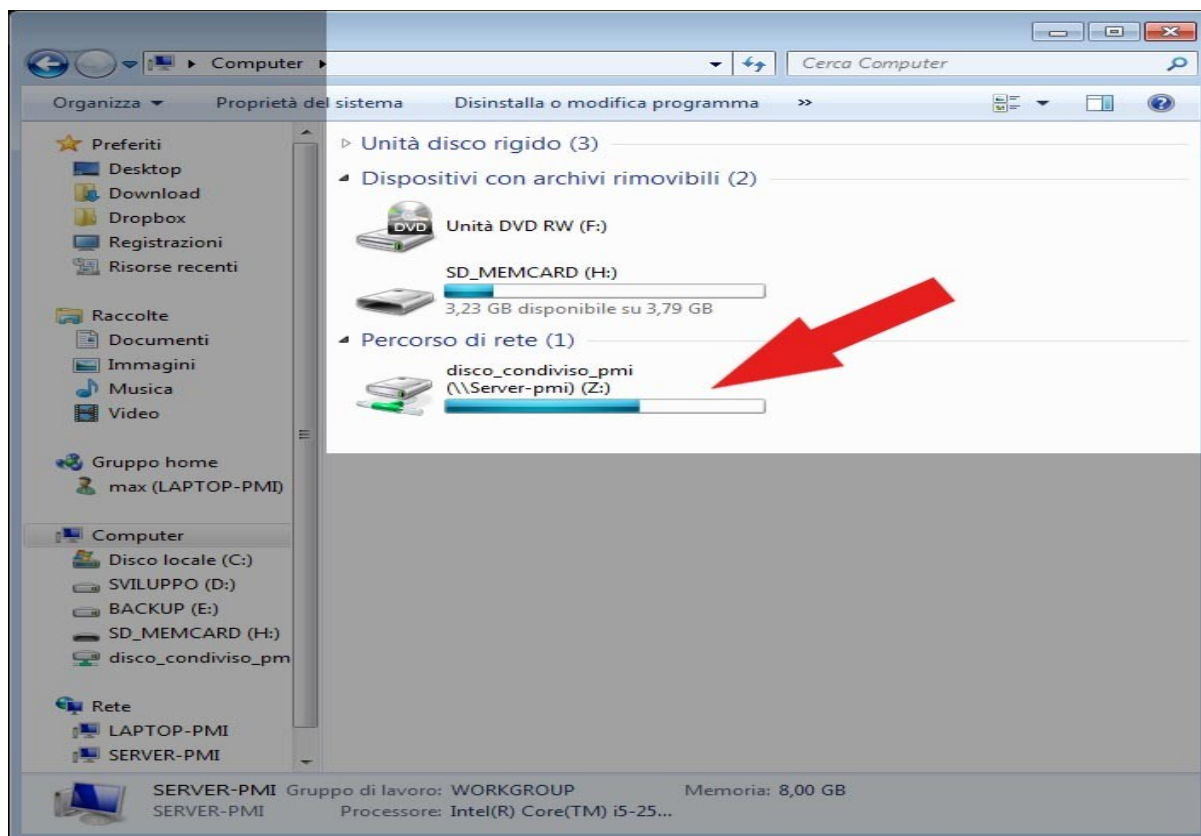 Computer
Cerca Computer
Organizza
Proprietà del sistema
Disinstalla o modifica programma
»
Preferiti
Desktop
Download
Dropbox
Registrazioni
Risorse recenti
Raccolte
Documenti
Immagini
Musica
Video
Gruppo home
max (LAPTOP-PMI)
Computer
Disco locale (C:)
SVILUPPO (D:)
BACKUP (E:)
SD_MEMCARD (H:)
disco_condiviso_pm
Rete
LAPTOP-PMI
SERVER-PMI
Unità disco rigido (3)
Dispositivi con archivi rimovibili (2)
DVD
Unità DVD RW (F:)
SD_MEMCARD (H:)
3,23 GB disponibile su 3,79 GB
Percorso di rete (1)
disco_condiviso_pmi
(\\Server-pmi) (Z:)
SERVER-PMI Gruppo di lavoro: WORKGROUP Memoria: 8,00 GB
SERVER-PMI Processore: Intel(R) Core(TM) i5-25...